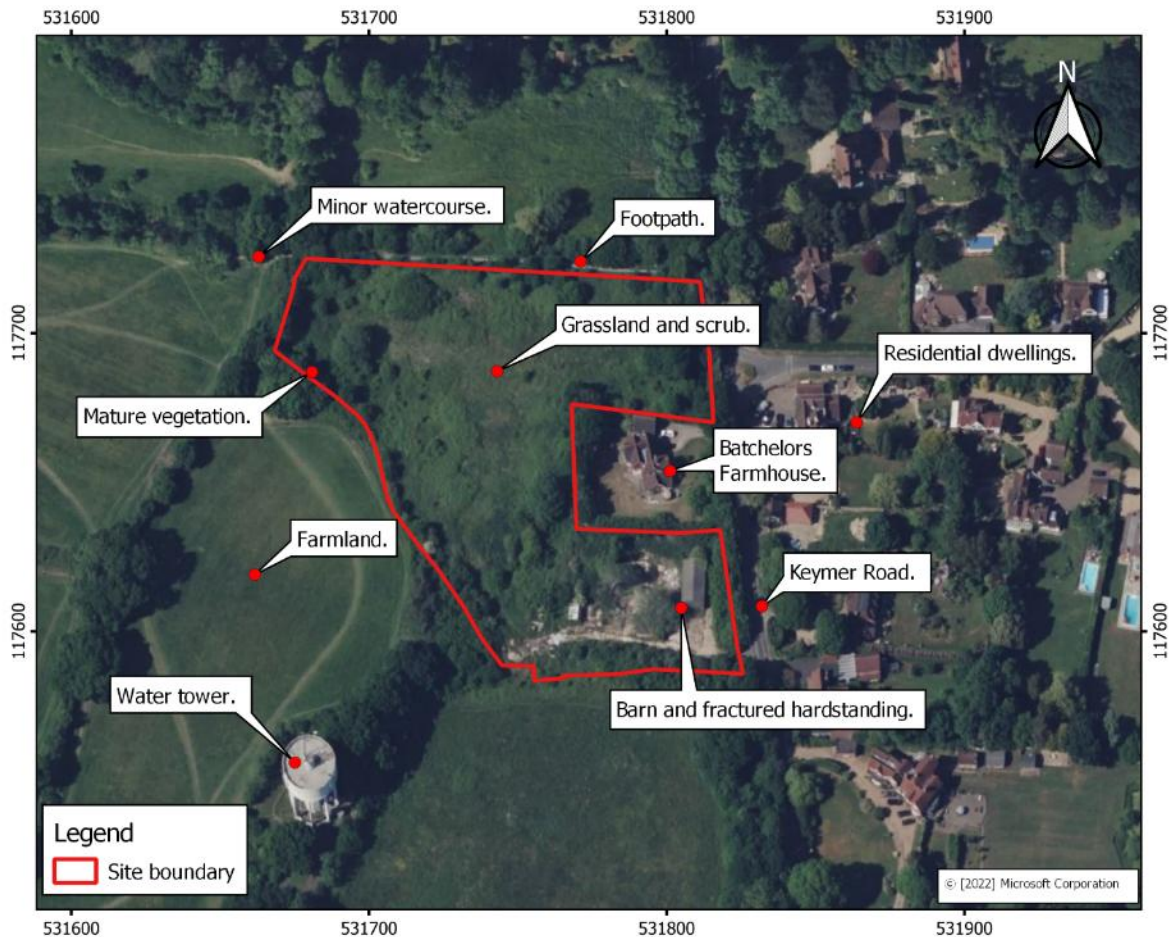 531600
531700
531800
531900
N
Minor watercourse.
Footpath.
117700
117700
Grassland and scrub.
Residential dwellings.
Mature vegetation.
Batchelors
Farmhouse.
Farmland.
Keymer Road.
117600
117600
Water tower.
Barn and fractured hardstanding.
Legend
Site boundary
© [2022] Microsoft Corporation
531600
531700
531800
531900